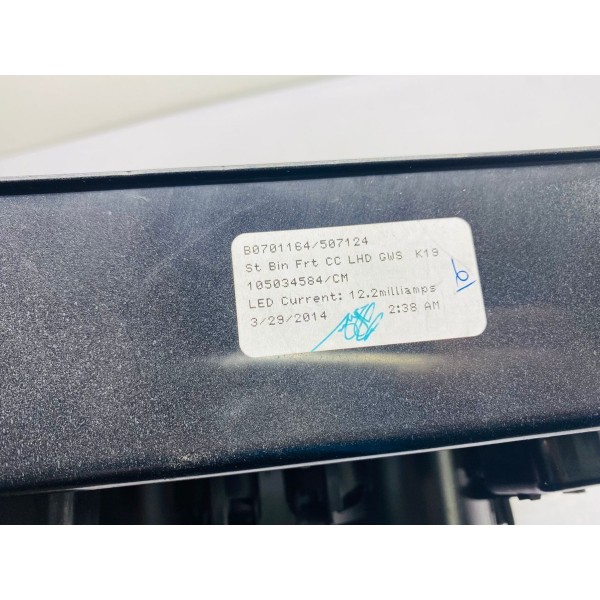 B0701164/507124
St Bin Frt CC LHD GWS K19
105034584/CM
LED Current: 12.2milliamps
3/29/2014 2:38 AM